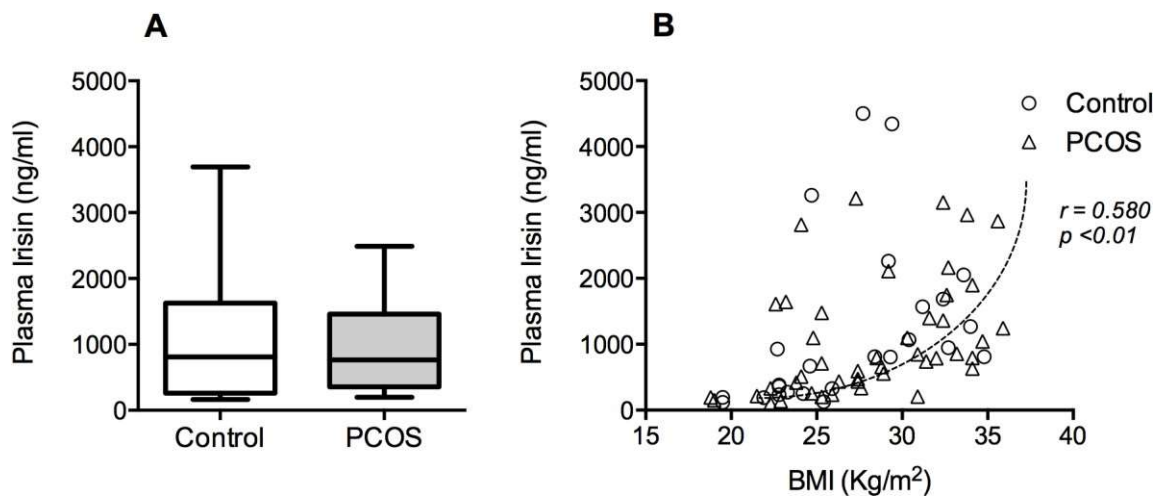 A
Plasma Irisin (ng/ml)
5000
4000
3000
2000
1000
0
Control
PCOS
B
Plasma Irisin (ng/ml)
5000
4000
3000
2000
1000
0
15
20
25
30
35
40
BMI (Kg/m²)
Control
PCOS
r = 0.580
p <0.01